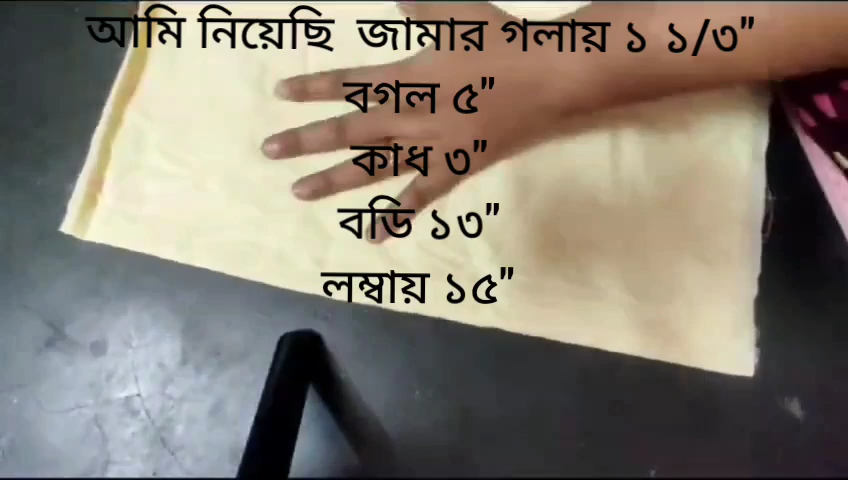 আমি নিয়েছি জামার গলায় ১ ১/৩"
বগল ৫"
কাধ ৩"
বডি ১৩"
লম্বায় ১৫"